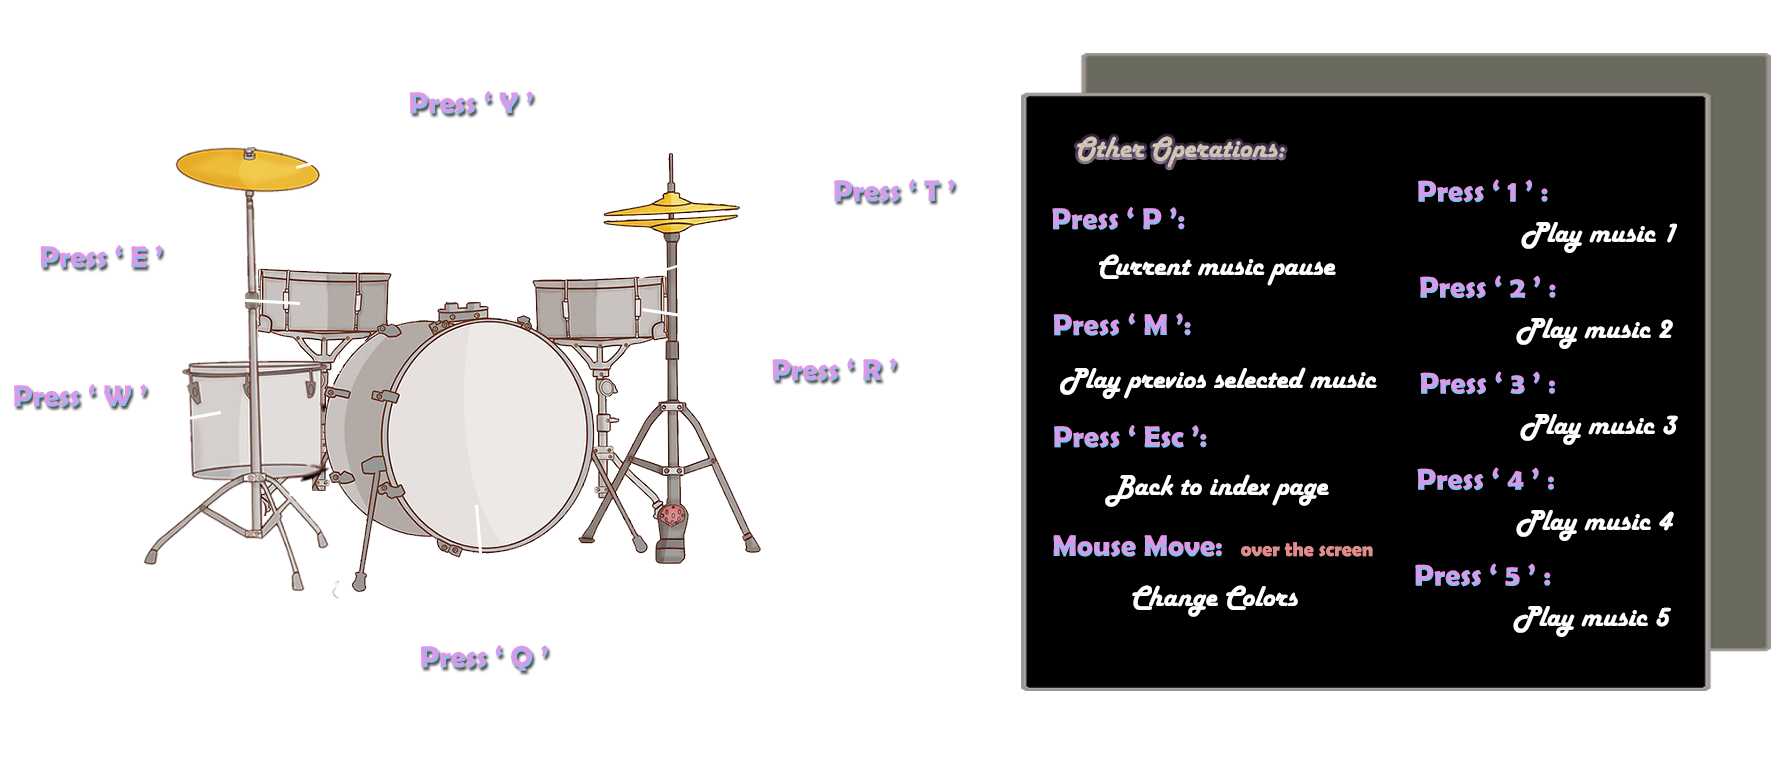 Press ‘ Y ’
Press ‘ T ’
Press ‘ E ’
Press ‘ R ’
Press ‘ W ’
Press ‘ Q ’
Other Operations:
Press ‘ P ’:
Current music pause
Press ‘ M ’:
Play previos selected music
Press ‘ Esc ’:
Back to index page
Mouse Move: over the screen
Change Colors
Press ‘ 1 ’ :
Play music 1
Press ‘ 2 ’ :
Play music 2
Press ‘ 3 ’ :
Play music 3
Press ‘ 4 ’ :
Play music 4
Press ‘ 5 ’ :
Play music 5